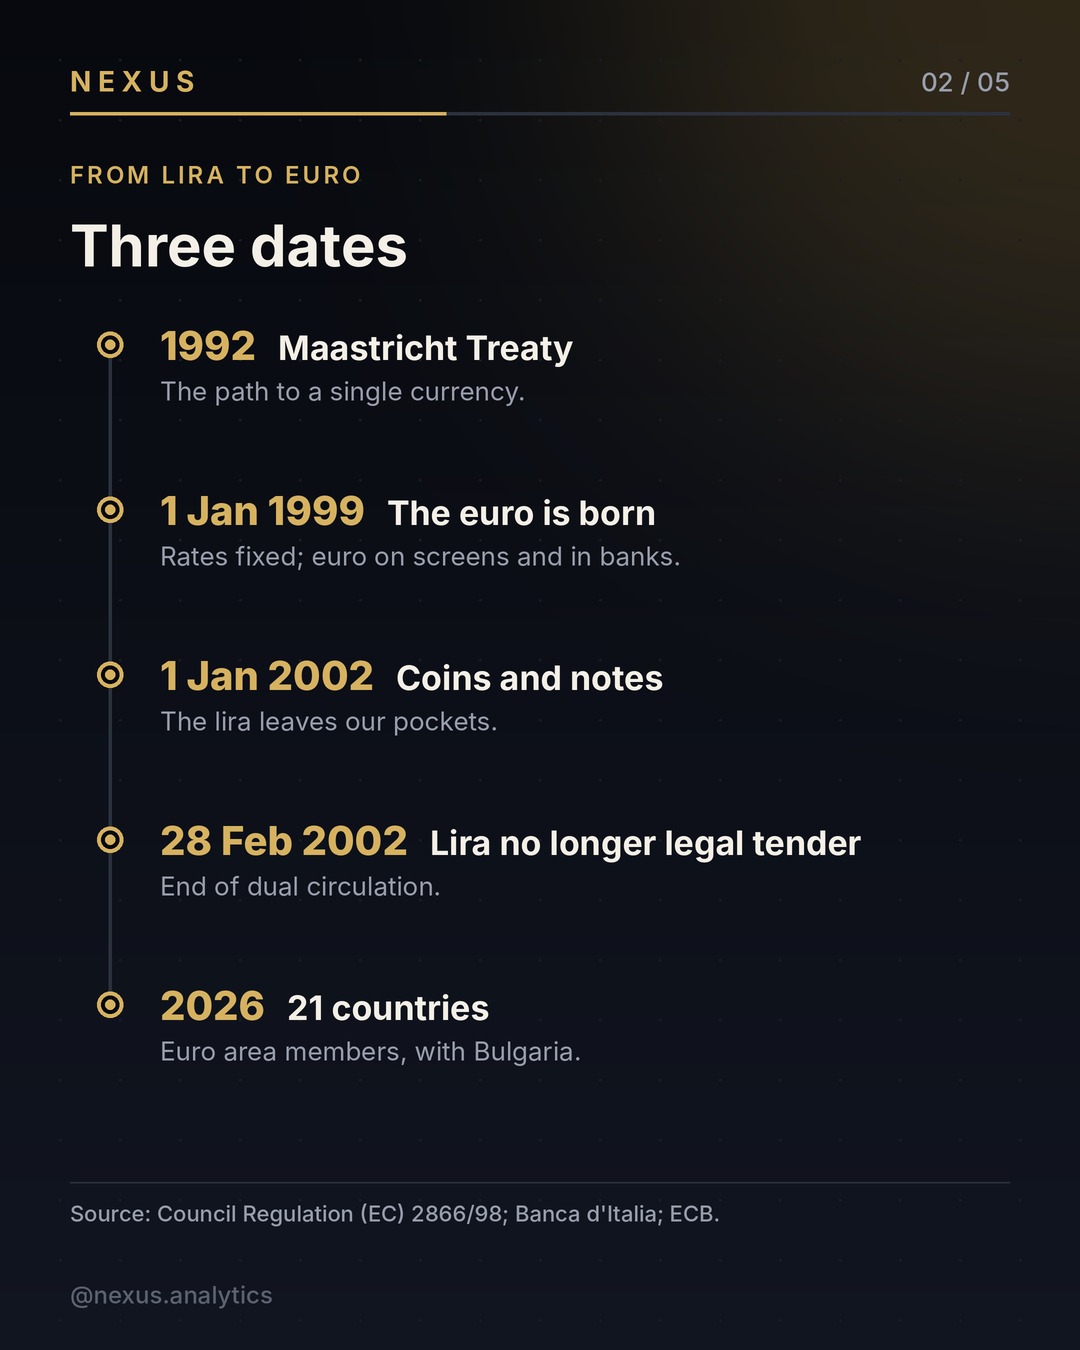 NEXUS
02 / 05
FROM LIRA TO EURO
Three dates
1992 Maastricht Treaty
The path to a single currency.
1 Jan 1999 The euro is born
Rates fixed; euro on screens and in banks.
1 Jan 2002 Coins and notes
The lira leaves our pockets.
28 Feb 2002 Lira no longer legal tender
End of dual circulation.
2026 21 countries
Euro area members, with Bulgaria.
Source: Council Regulation (EC) 2866/98; Banca d'Italia; ECB.
@nexus.analytics